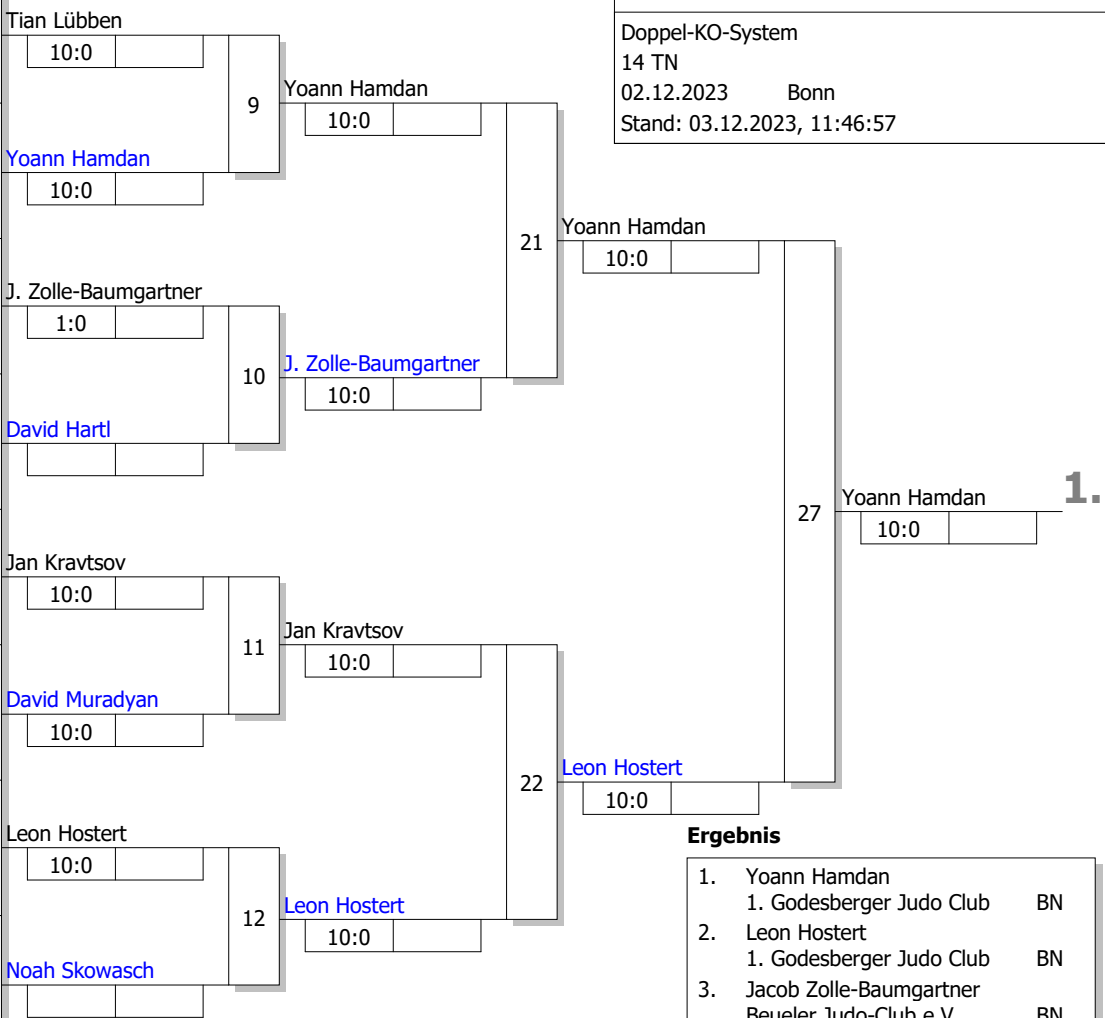 Tian Lübben
10:0
9
Yoann Hamdan
10:0
Yoann Hamdan
10:0
J. Zolle-Baumgartner
1:0
10
J. Zolle-Baumgartner
10:0
David Hartl
21
Yoann Hamdan
10:0
Jan Kravtsov
10:0
11
Jan Kravtsov
10:0
David Muradyan
10:0
Leon Hostert
10:0
12
Leon Hostert
10:0
Noah Skowasch
22
Leon Hostert
10:0
27
Yoann Hamdan
10:0
1.
Doppel-KO-System
14 TN
02.12.2023 Bonn
Stand: 03.12.2023, 11:46:57
Ergebnis
1. Yoann Hamdan
1. Godesberger Judo Club BN
2. Leon Hostert
1. Godesberger Judo Club BN
3. Jacob Zolle-Baumgartner
Beueler Judo-Club e.V. BN